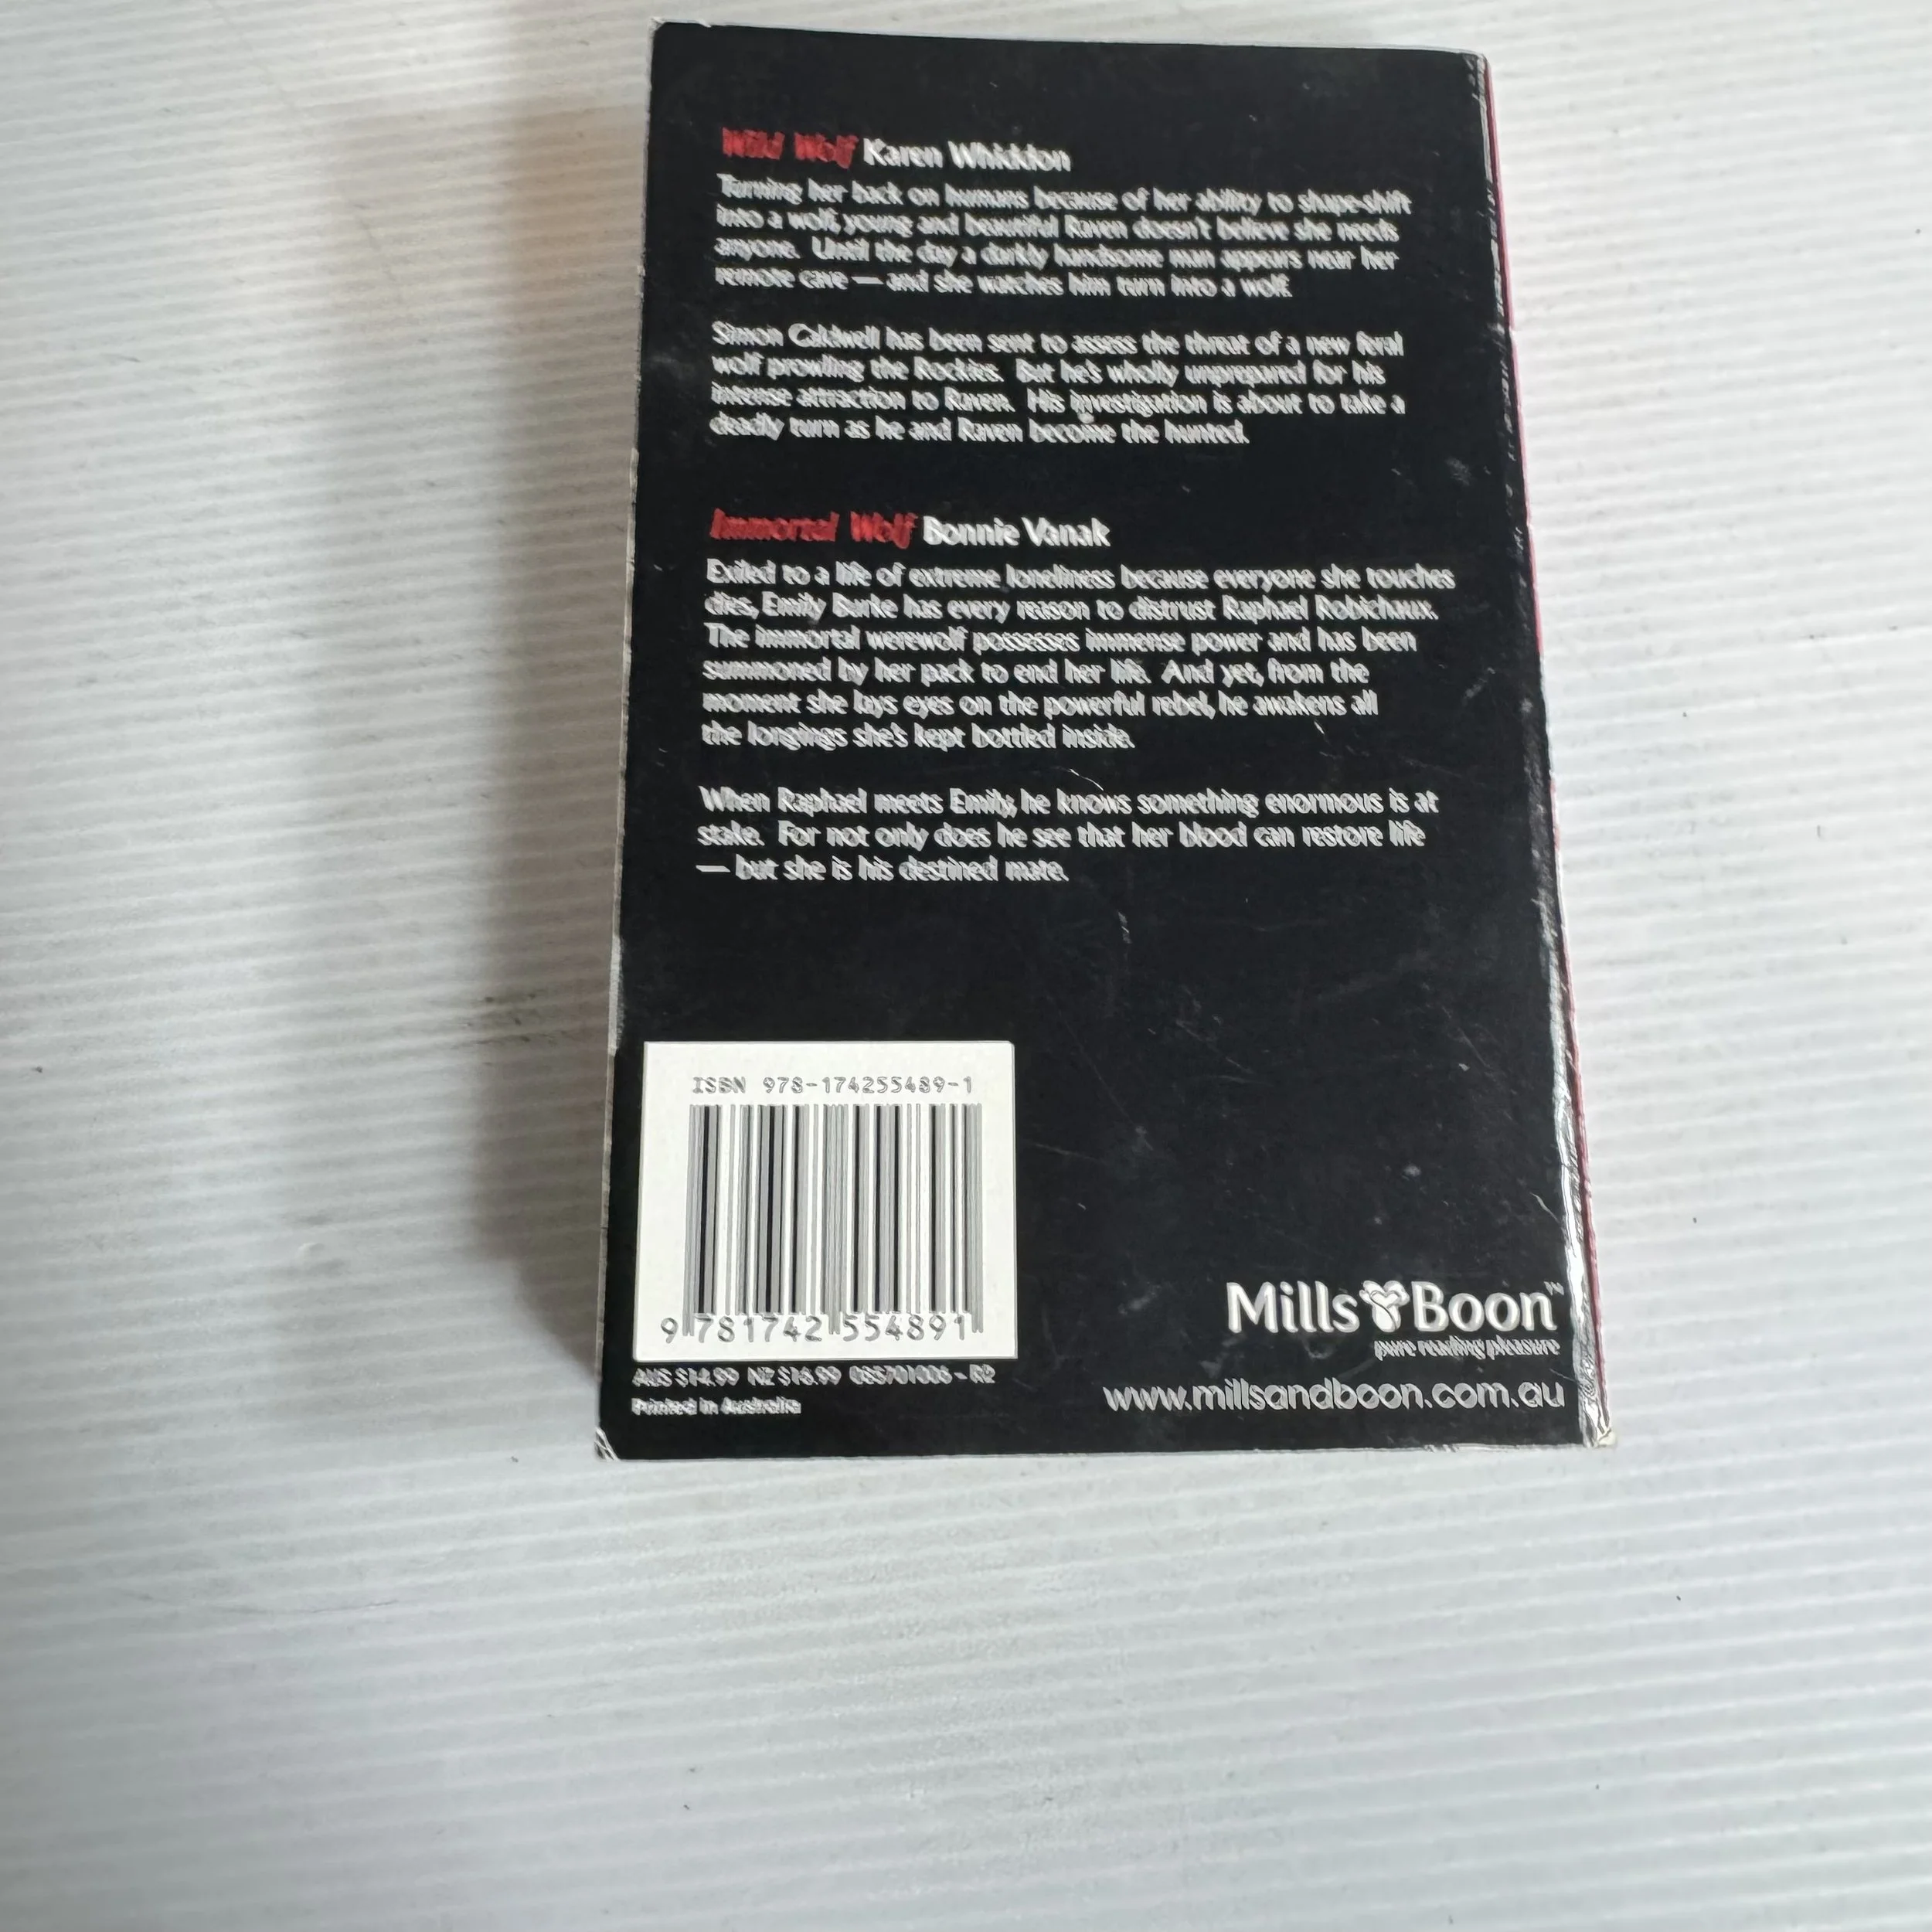 Wild Wolf Karen Whiddon
Turning her back on humans because of her ability to shape-shift
into a wolf, young and beautiful Raven doesn't believe she needs
anyone. Until the day a darkly handsome man appears near her
remote cave — and she watches him turn into a wolf.
Simon Caldwell has been sent to assess the threat of a new feral
wolf prowling the Rockies. But he's wholly unprepared for his
intense attraction to Raven. His investigation is about to take a
deadly turn as he and Raven become the hunted.
Immortal Wolf Bonnie Vanak
Exiled to a life of extreme loneliness because everyone she touches
dies, Emily Burke has every reason to distrust Raphael Robichaux.
The immortal werewolf possesses immense power and has been
summoned by her pack to end her life. And yet, from the
moment she lays eyes on the powerful rebel, he awakens all
the longings she's kept bottled inside.
When Raphael meets Emily, he knows something enormous is at
stake. For not only does he see that her blood can restore life
— but she is his destined mate.
ISBN 978-174255489-1
9 781742 554891
AUS $14.99 NZ $16.99 085701006 - R2
Printed in Australia
Mills & Boon™
pure reading pleasure
www.millsandboon.com.au